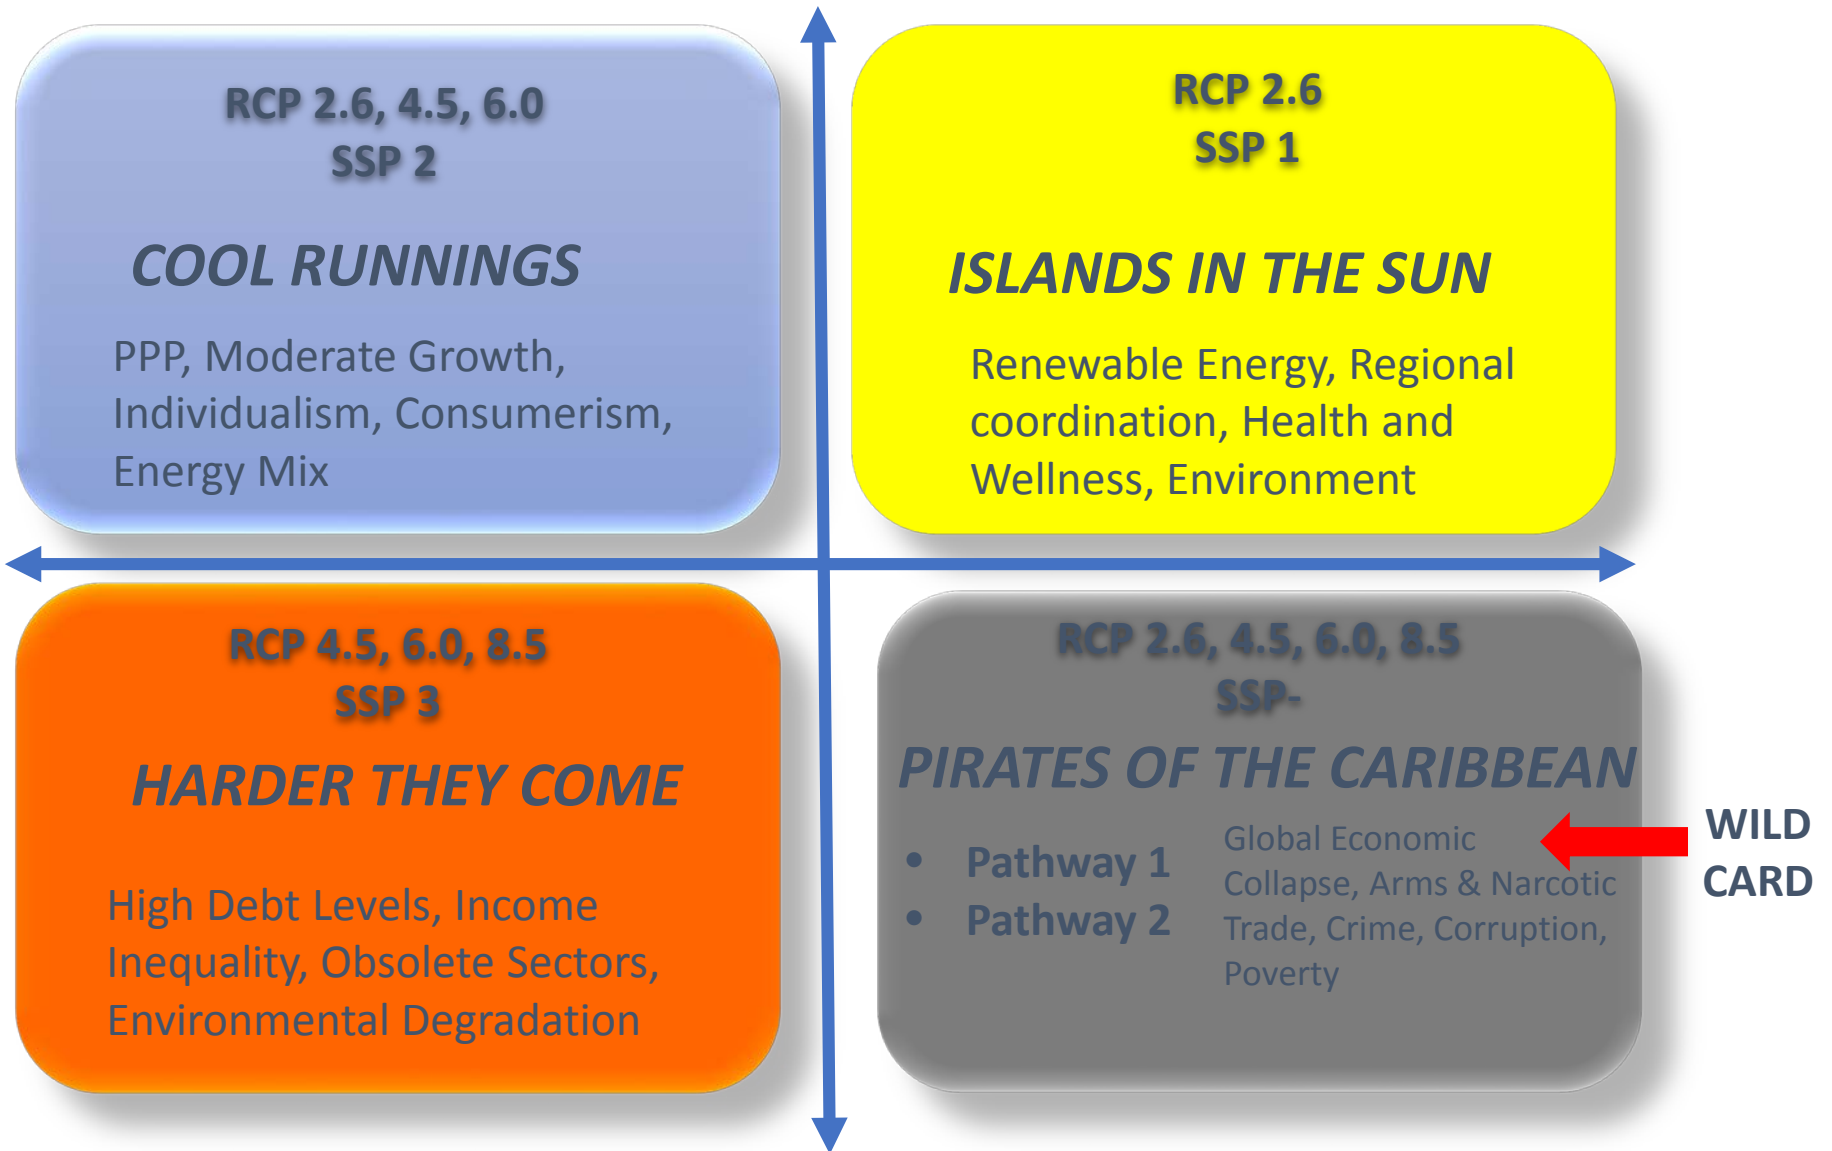 RCP 2.6, 4.5, 6.0
SSP 2
COOL RUNNINGS
PPP, Moderate Growth,
Individualism, Consumerism,
Energy Mix
RCP 2.6
SSP 1
ISLANDS IN THE SUN
Renewable Energy, Regional
coordination, Health and
Wellness, Environment
RCP 4.5, 6.0, 8.5
SSP 3
HARDER THEY COME
High Debt Levels, Income
Inequality, Obsolete Sectors,
Environmental Degradation
RCP 2.6, 4.5, 6.0, 8.5
SSP-
PIRATES OF THE CARIBBEAN
• Pathway 1
• Pathway 2
Global Economic
Collapse, Arms & Narcotic
Trade, Crime, Corruption,
Poverty
WILD
CARD